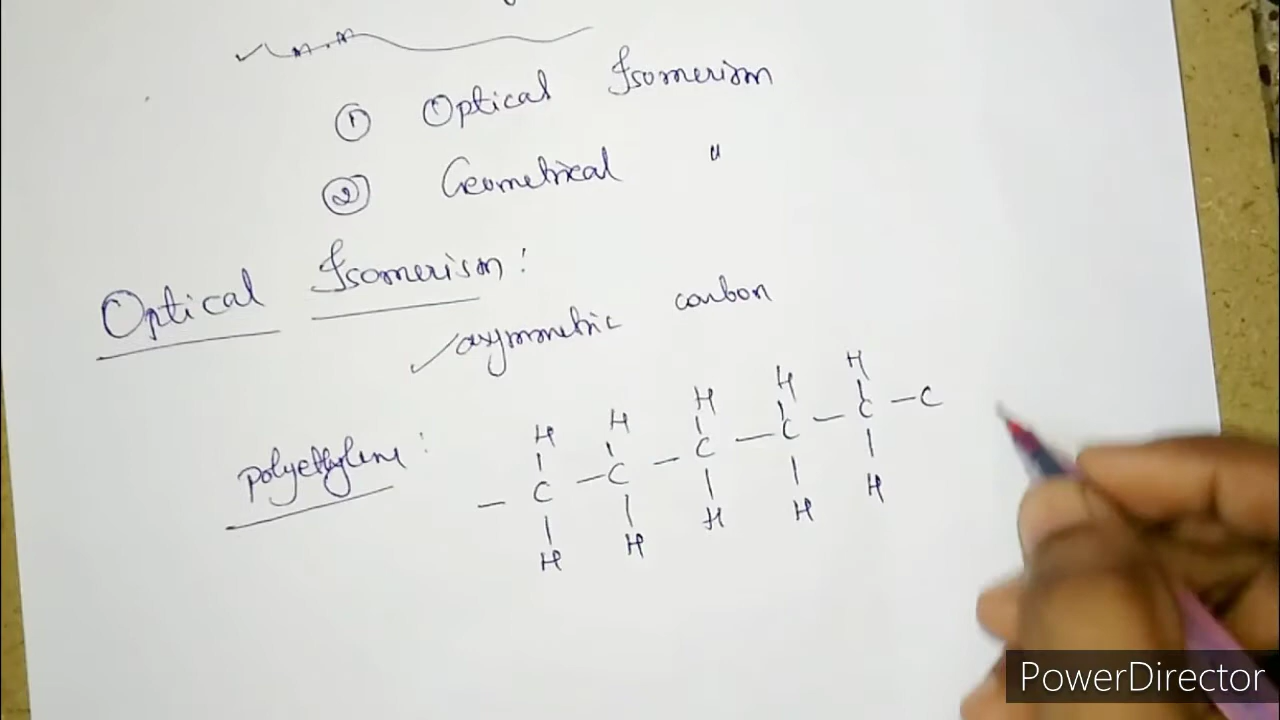 ① Optical Isomerism
② Geometrical "
Optical Isomerism:
✓ asymmetric carbon
polyethylene:
H H H H H
- C - C - C - C - C - C
H H H H H
PowerDirector